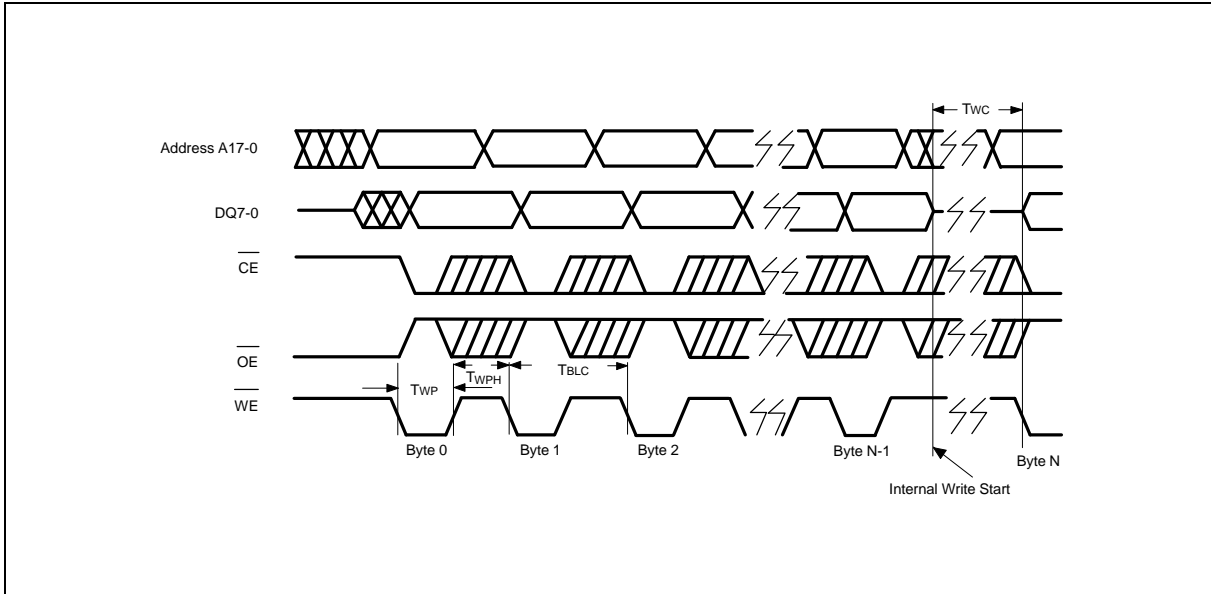 TWC
Address A17-0
DQ7-0
CE
OE
TWP
TWPH
TBLC
WE
Byte 0
Byte 1
Byte 2
Byte N-1
Byte N
Internal Write Start